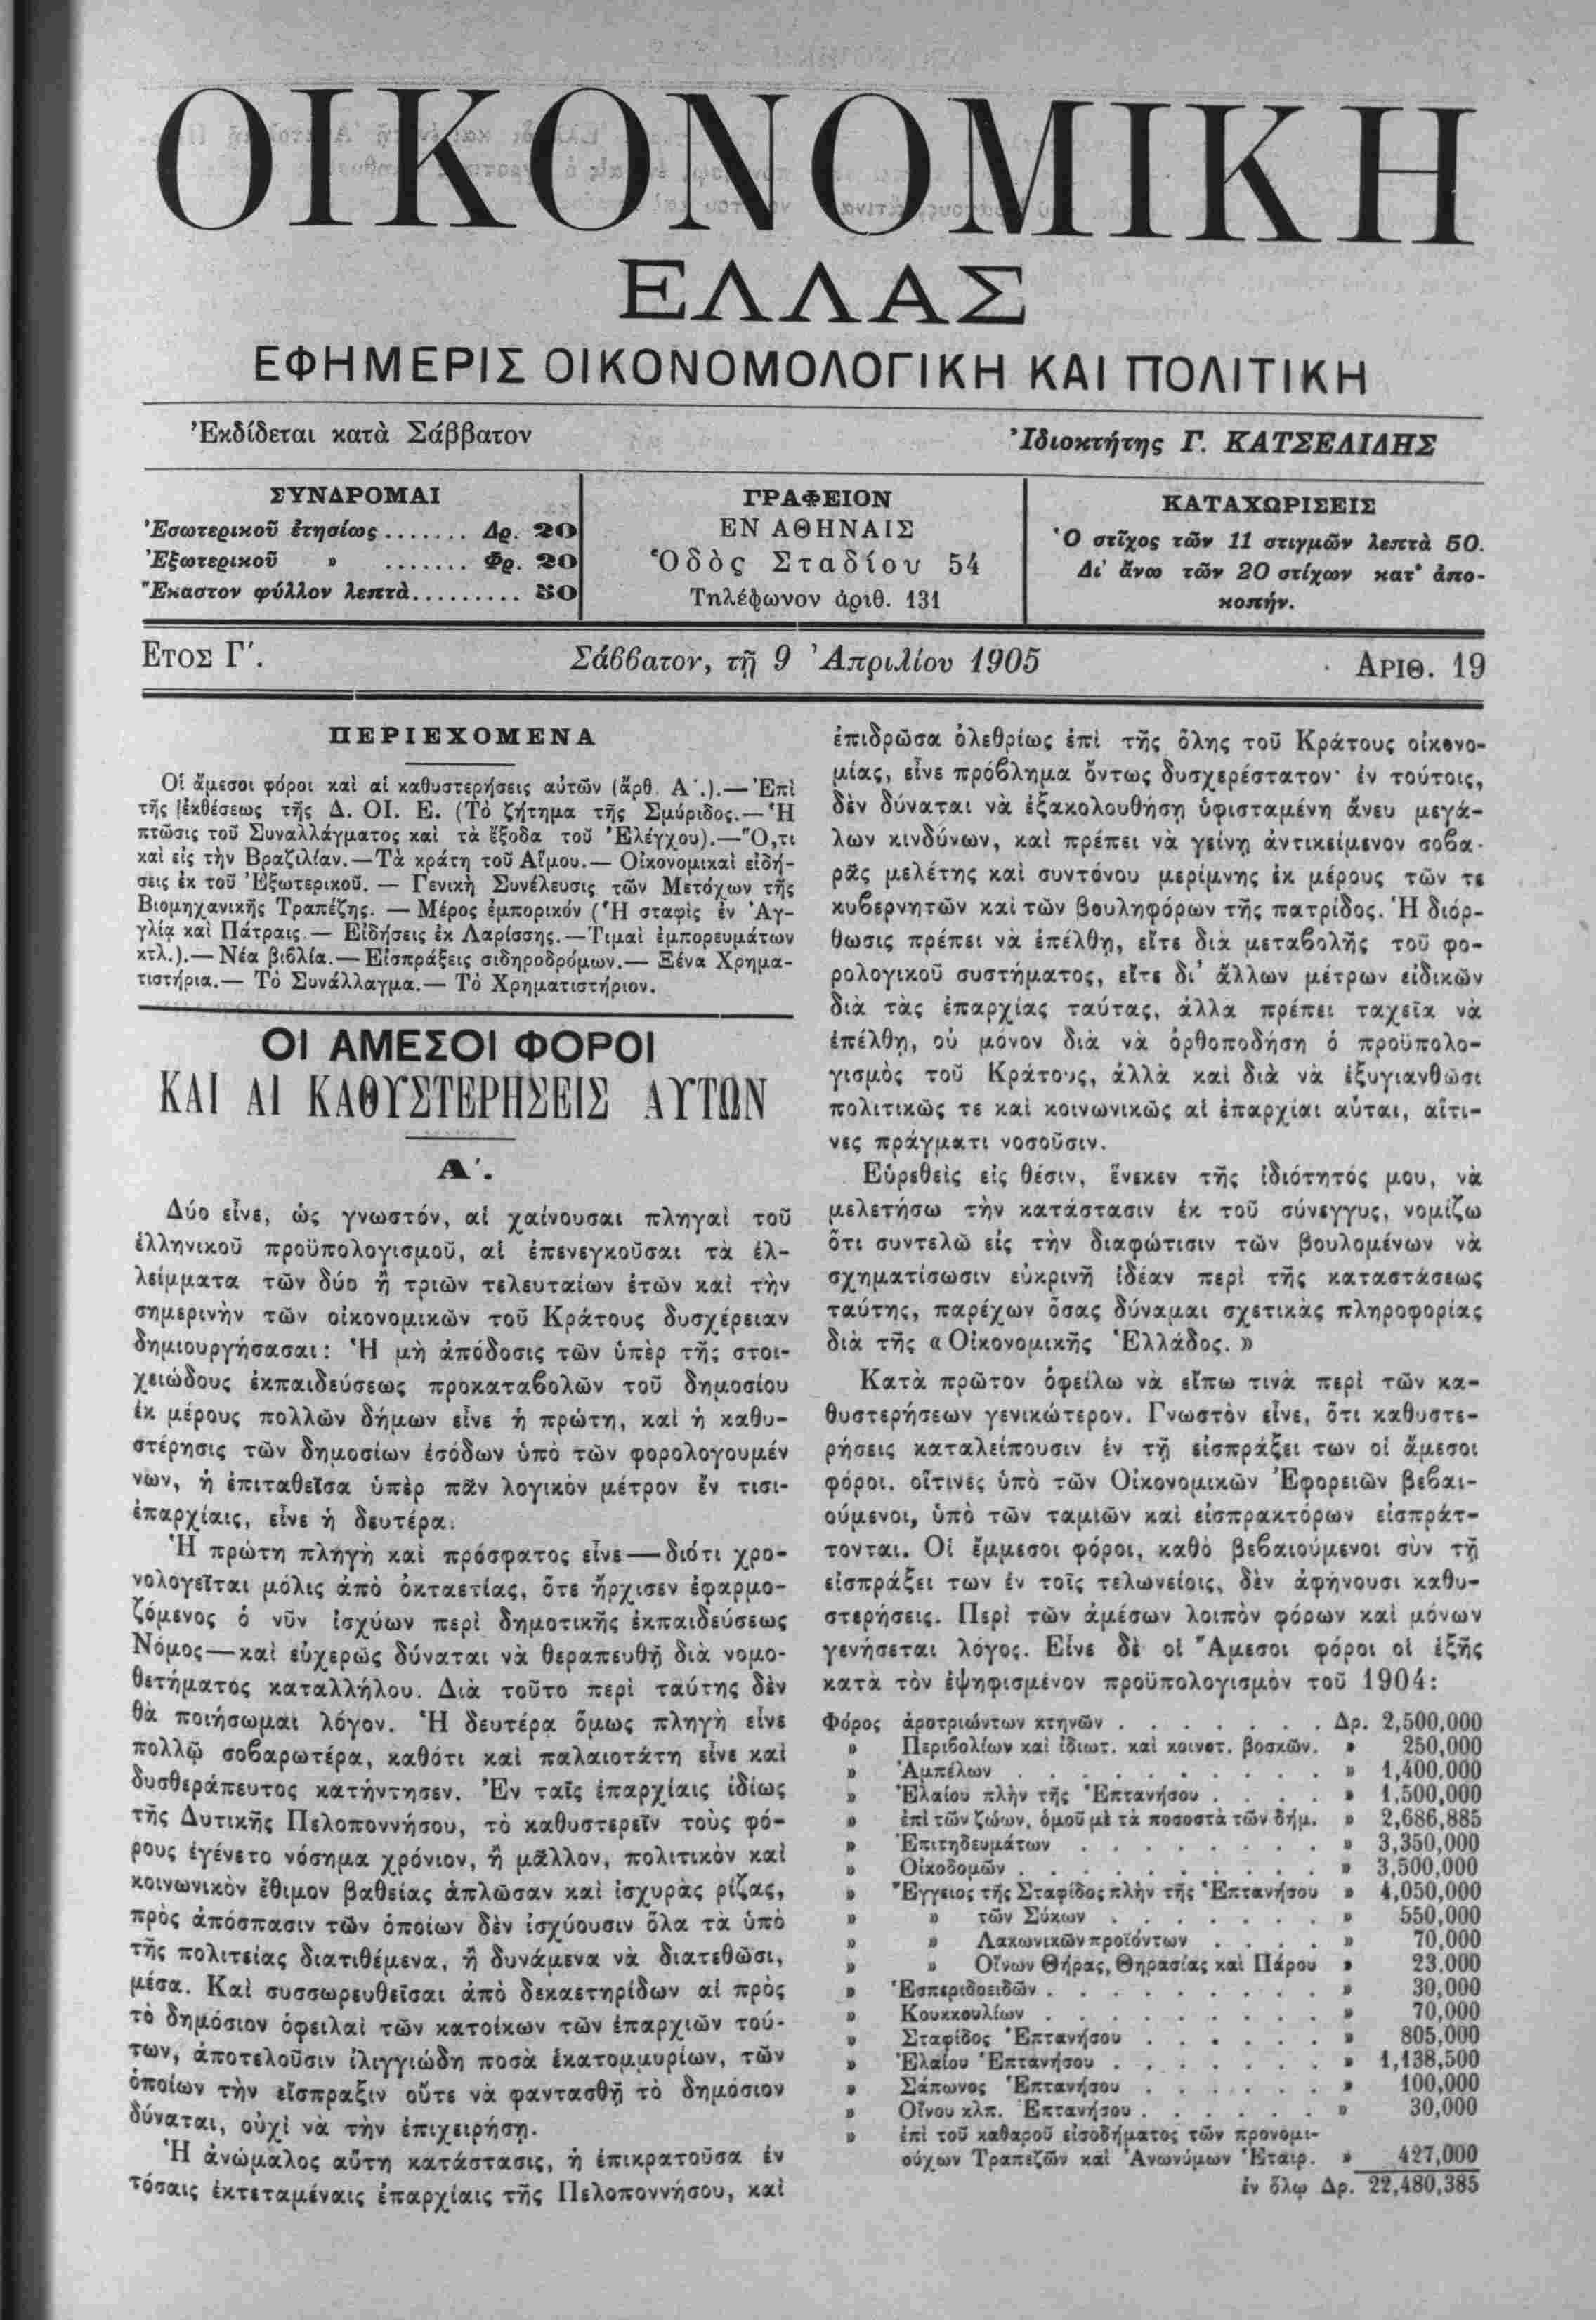 ΟΙΚΟΝΟΜΙΚΗ
ΕΛΛΑΣ
ΕΦΗΜΕΡΙΣ ΟΙΚΟΝΟΜΟΛΟΓΙΚΗ ΚΑΙ ΠΟΛΙΤΙΚΗ
Ἐκδίδεται κατὰ Σάββατον
Ἰδιοκτήτης Γ. ΚΑΤΣΕΛΙΔΗΣ
ΣΥΝΔΡΟΜΑΙ
Ἐσωτερικοῦ ἐτησίως ....... Δρ. 20
Ἐξωτερικοῦ » ....... Φρ. 20
Ἕκαστον φύλλον λεπτὰ......... 50
ΓΡΑΦΕΙΟΝ
ΕΝ ΑΘΗΝΑΙΣ
Ὁδὸς Σταδίου 54
Τηλέφωνον ἀριθ. 131
ΚΑΤΑΧΩΡΙΣΕΙΣ
Ὁ στῖχος τῶν 11 στιγμῶν λεπτὰ 50.
Δι' ἄνω τῶν 20 στίχων κατ' ἀπο-
κοπήν.
ΕΤΟΣ Γʹ.
Σάββατον, τῇ 9 Ἀπριλίου 1905
ΑΡΙΘ. 19
ΠΕΡΙΕΧΟΜΕΝΑ
Οἱ ἄμεσοι φόροι καὶ αἱ καθυστερήσεις αὐτῶν (ἄρθ. Αʹ.).— Ἐπὶ
τῆς ἐκθέσεως τῆς Δ. ΟΙ. Ε. (Τὸ ζήτημα τῆς Σμύριδος.— Ἡ
πτῶσις τοῦ Συναλλάγματος καὶ τὰ ἔξοδα τοῦ Ἐλέγχου).—Ὅ,τι
καὶ εἰς τὴν Βραζιλίαν.—Τὰ κράτη τοῦ Αἵμου.— Οἰκονομικαὶ εἰδή-
σεις ἐκ τοῦ Ἐξωτερικοῦ. — Γενικὴ Συνέλευσις τῶν Μετόχων τῆς
Βιομηχανικῆς Τραπέζης. — Μέρος ἐμπορικόν (Ἡ σταφὶς ἐν Ἀγ-
γλίᾳ καὶ Πάτραις.— Εἰδήσεις ἐκ Λαρίσσης.—Τιμαὶ ἐμπορευμάτων
κτλ.).— Νέα βιβλία.— Εἰσπράξεις σιδηροδρόμων.— Ξένα Χρημα-
τιστήρια.— Τὸ Συνάλλαγμα.— Τὸ Χρηματιστήριον.
ΟΙ ΑΜΕΣΟΙ ΦΟΡΟΙ
ΚΑΙ ΑΙ ΚΑΘΥΣΤΕΡΗΣΕΙΣ ΑΥΤΩΝ
Αʹ.
Δύο εἶνε, ὡς γνωστόν, αἱ χαίνουσαι πληγαὶ τοῦ
ἑλληνικοῦ προϋπολογισμοῦ, αἱ ἐπενεγκοῦσαι τὰ ἐλ-
λείμματα τῶν δύο ἢ τριῶν τελευταίων ἐτῶν καὶ τὴν
σημερινὴν τῶν οἰκονομικῶν τοῦ Κράτους δυσχέρειαν
δημιουργήσασαι: Ἡ μὴ ἀπόδοσις τῶν ὑπὲρ τῆς στοι-
χειώδους ἐκπαιδεύσεως προκαταβολῶν τοῦ δημοσίου
ἐκ μέρους πολλῶν δήμων εἶνε ἡ πρώτη, καὶ ἡ καθυ-
στέρησις τῶν δημοσίων ἐσόδων ὑπὸ τῶν φορολογουμέν
νων, ἡ ἐπιταθεῖσα ὑπὲρ πᾶν λογικὸν μέτρον ἔν τισι-
ἐπαρχίαις, εἶνε ἡ δευτέρα.
Ἡ πρώτη πληγὴ καὶ πρόσφατος εἶνε—διότι χρο-
νολογεῖται μόλις ἀπὸ ὀκταετίας, ὅτε ἤρχισεν ἐφαρμο-
ζόμενος ὁ νῦν ἰσχύων περὶ δημοτικῆς ἐκπαιδεύσεως
Νόμος—καὶ εὐχερῶς δύναται νὰ θεραπευθῇ διὰ νομο-
θετήματος καταλλήλου. Διὰ τοῦτο περὶ ταύτης δὲν
θὰ ποιήσωμαι λόγον. Ἡ δευτέρα ὅμως πληγὴ εἶνε
πολλῷ σοβαρωτέρα, καθότι καὶ παλαιοτάτη εἶνε καὶ
δυσθεράπευτος κατήντησεν. Ἐν ταῖς ἐπαρχίαις ἰδίως
τῆς Δυτικῆς Πελοποννήσου, τὸ καθυστερεῖν τοὺς φό-
ρους ἐγένετο νόσημα χρόνιον, ἢ μᾶλλον, πολιτικὸν καὶ
κοινωνικὸν ἔθιμον βαθείας ἁπλῶσαν καὶ ἰσχυρὰς ρίζας,
πρὸς ἀπόσπασιν τῶν ὁποίων δὲν ἰσχύουσιν ὅλα τὰ ὑπὸ
τῆς πολιτείας διατιθέμενα, ἢ δυνάμενα νὰ διατεθῶσι,
μέσα. Καὶ συσσωρευθεῖσαι ἀπὸ δεκαετηρίδων αἱ πρὸς
τὸ δημόσιον ὀφειλαὶ τῶν κατοίκων τῶν ἐπαρχιῶν τού-
των, ἀποτελοῦσιν ἰλιγγιώδη ποσὰ ἑκατομμυρίων, τῶν
ὁποίων τὴν εἴσπραξιν οὔτε νὰ φαντασθῇ τὸ δημόσιον
δύναται, οὐχὶ νὰ τὴν ἐπιχειρήσῃ.
Ἡ ἀνώμαλος αὕτη κατάστασις, ἡ ἐπικρατοῦσα ἐν
τόσαις ἐκτεταμέναις ἐπαρχίαις τῆς Πελοποννήσου, καὶ
ἐπιδρῶσα ὀλεθρίως ἐπὶ τῆς ὅλης τοῦ Κράτους οἰκονο-
μίας, εἶνε πρόβλημα ὄντως δυσχερέστατον· ἐν τούτοις,
δὲν δύναται νὰ ἐξακολουθήσῃ ὑφισταμένη ἄνευ μεγά-
λων κινδύνων, καὶ πρέπει νὰ γείνῃ ἀντικείμενον σοβα-
ρᾶς μελέτης καὶ συντόνου μερίμνης ἐκ μέρους τῶν τε
κυβερνητῶν καὶ τῶν βουληφόρων τῆς πατρίδος. Ἡ διόρ-
θωσις πρέπει νὰ ἐπέλθῃ, εἴτε διὰ μεταβολῆς τοῦ φο-
ρολογικοῦ συστήματος, εἴτε δι' ἄλλων μέτρων εἰδικῶν
διὰ τὰς ἐπαρχίας ταύτας, ἀλλα πρέπει ταχεῖα νὰ
ἐπέλθῃ, οὐ μόνον διὰ νὰ ὀρθοποδήσῃ ὁ προϋπολο-
γισμὸς τοῦ Κράτους, ἀλλὰ καὶ διὰ νὰ ἐξυγιανθῶσι
πολιτικῶς τε καὶ κοινωνικῶς αἱ ἐπαρχίαι αὗται, αἵτι-
νες πράγματι νοσοῦσιν.
Εὑρεθεὶς εἰς θέσιν, ἕνεκεν τῆς ἰδιότητός μου, νὰ
μελετήσω τὴν κατάστασιν ἐκ τοῦ σύνεγγυς, νομίζω
ὅτι συντελῶ εἰς τὴν διαφώτισιν τῶν βουλομένων νὰ
σχηματίσωσιν εὐκρινῆ ἰδέαν περὶ τῆς καταστάσεως
ταύτης, παρέχων ὅσας δύναμαι σχετικὰς πληροφορίας
διὰ τῆς «Οἰκονομικῆς Ἑλλάδος.»
Κατὰ πρῶτον ὀφείλω νὰ εἴπω τινὰ περὶ τῶν κα-
θυστερήσεων γενικώτερον. Γνωστὸν εἶνε, ὅτι καθυστε-
ρήσεις καταλείπουσιν ἐν τῇ εἰσπράξει των οἱ ἄμεσοι
φόροι, οἵτινες ὑπὸ τῶν Οἰκονομικῶν Ἐφορειῶν βεβαι-
ούμενοι, ὑπὸ τῶν ταμιῶν καὶ εἰσπρακτόρων εἰσπράτ-
τονται. Οἱ ἔμμεσοι φόροι, καθὸ βεβαιούμενοι σὺν τῇ
εἰσπράξει των ἐν τοῖς τελωνείοις, δὲν ἀφήνουσι καθυ-
στερήσεις. Περὶ τῶν ἀμέσων λοιπὸν φόρων καὶ μόνων
γενήσεται λόγος. Εἶνε δὲ οἱ Ἄμεσοι φόροι οἱ ἑξῆς
κατὰ τὸν ἐψηφισμένον προϋπολογισμὸν τοῦ 1904:
Φόρος ἀροτριώντων κτηνῶν . . . . . . . Δρ. 2,500,000
» Περιβολίων καὶ ἰδιωτ. καὶ κοινοτ. βοσκῶν. » 250,000
» Ἀμπέλων . . . . . . . . . . » 1,400,000
» Ἐλαίου πλὴν τῆς Ἑπτανήσου . . . . » 1,500,000
» ἐπὶ τῶν ζώων, ὁμοῦ μὲ τὰ ποσοστὰ τῶν δήμ. » 2,686,885
» Ἐπιτηδευμάτων . . . . . . . . » 3,350,000
» Οἰκοδομῶν . . . . . . . . . . » 3,500,000
» Ἔγγειος τῆς Σταφίδος πλὴν τῆς Ἑπτανήσου » 4,050,000
» » τῶν Σύκων . . . . . . . » 550,000
» » Λακωνικῶν προϊόντων . . . . » 70,000
» » Οἴνων Θήρας, Θηρασίας καὶ Πάρου » 23,000
» Ἑσπεριδοειδῶν . . . . . . . . . » 30,000
» Κουκκουλίων . . . . . . . . . » 70,000
» Σταφίδος Ἑπτανήσου . . . . . . » 805,000
» Ἐλαίου Ἑπτανήσου . . . . . . . » 1,138,500
» Σάπωνος Ἑπτανήσου . . . . . . » 100,000
» Οἴνου κλπ. Ἑπτανήσου . . . . . . » 30,000
» ἐπὶ τοῦ καθαροῦ εἰσοδήματος τῶν προνομι-
ούχων Τραπεζῶν καὶ Ἀνωνύμων Ἑταιρ. » 427,000
ἐν ὅλῳ Δρ. 22,480,385